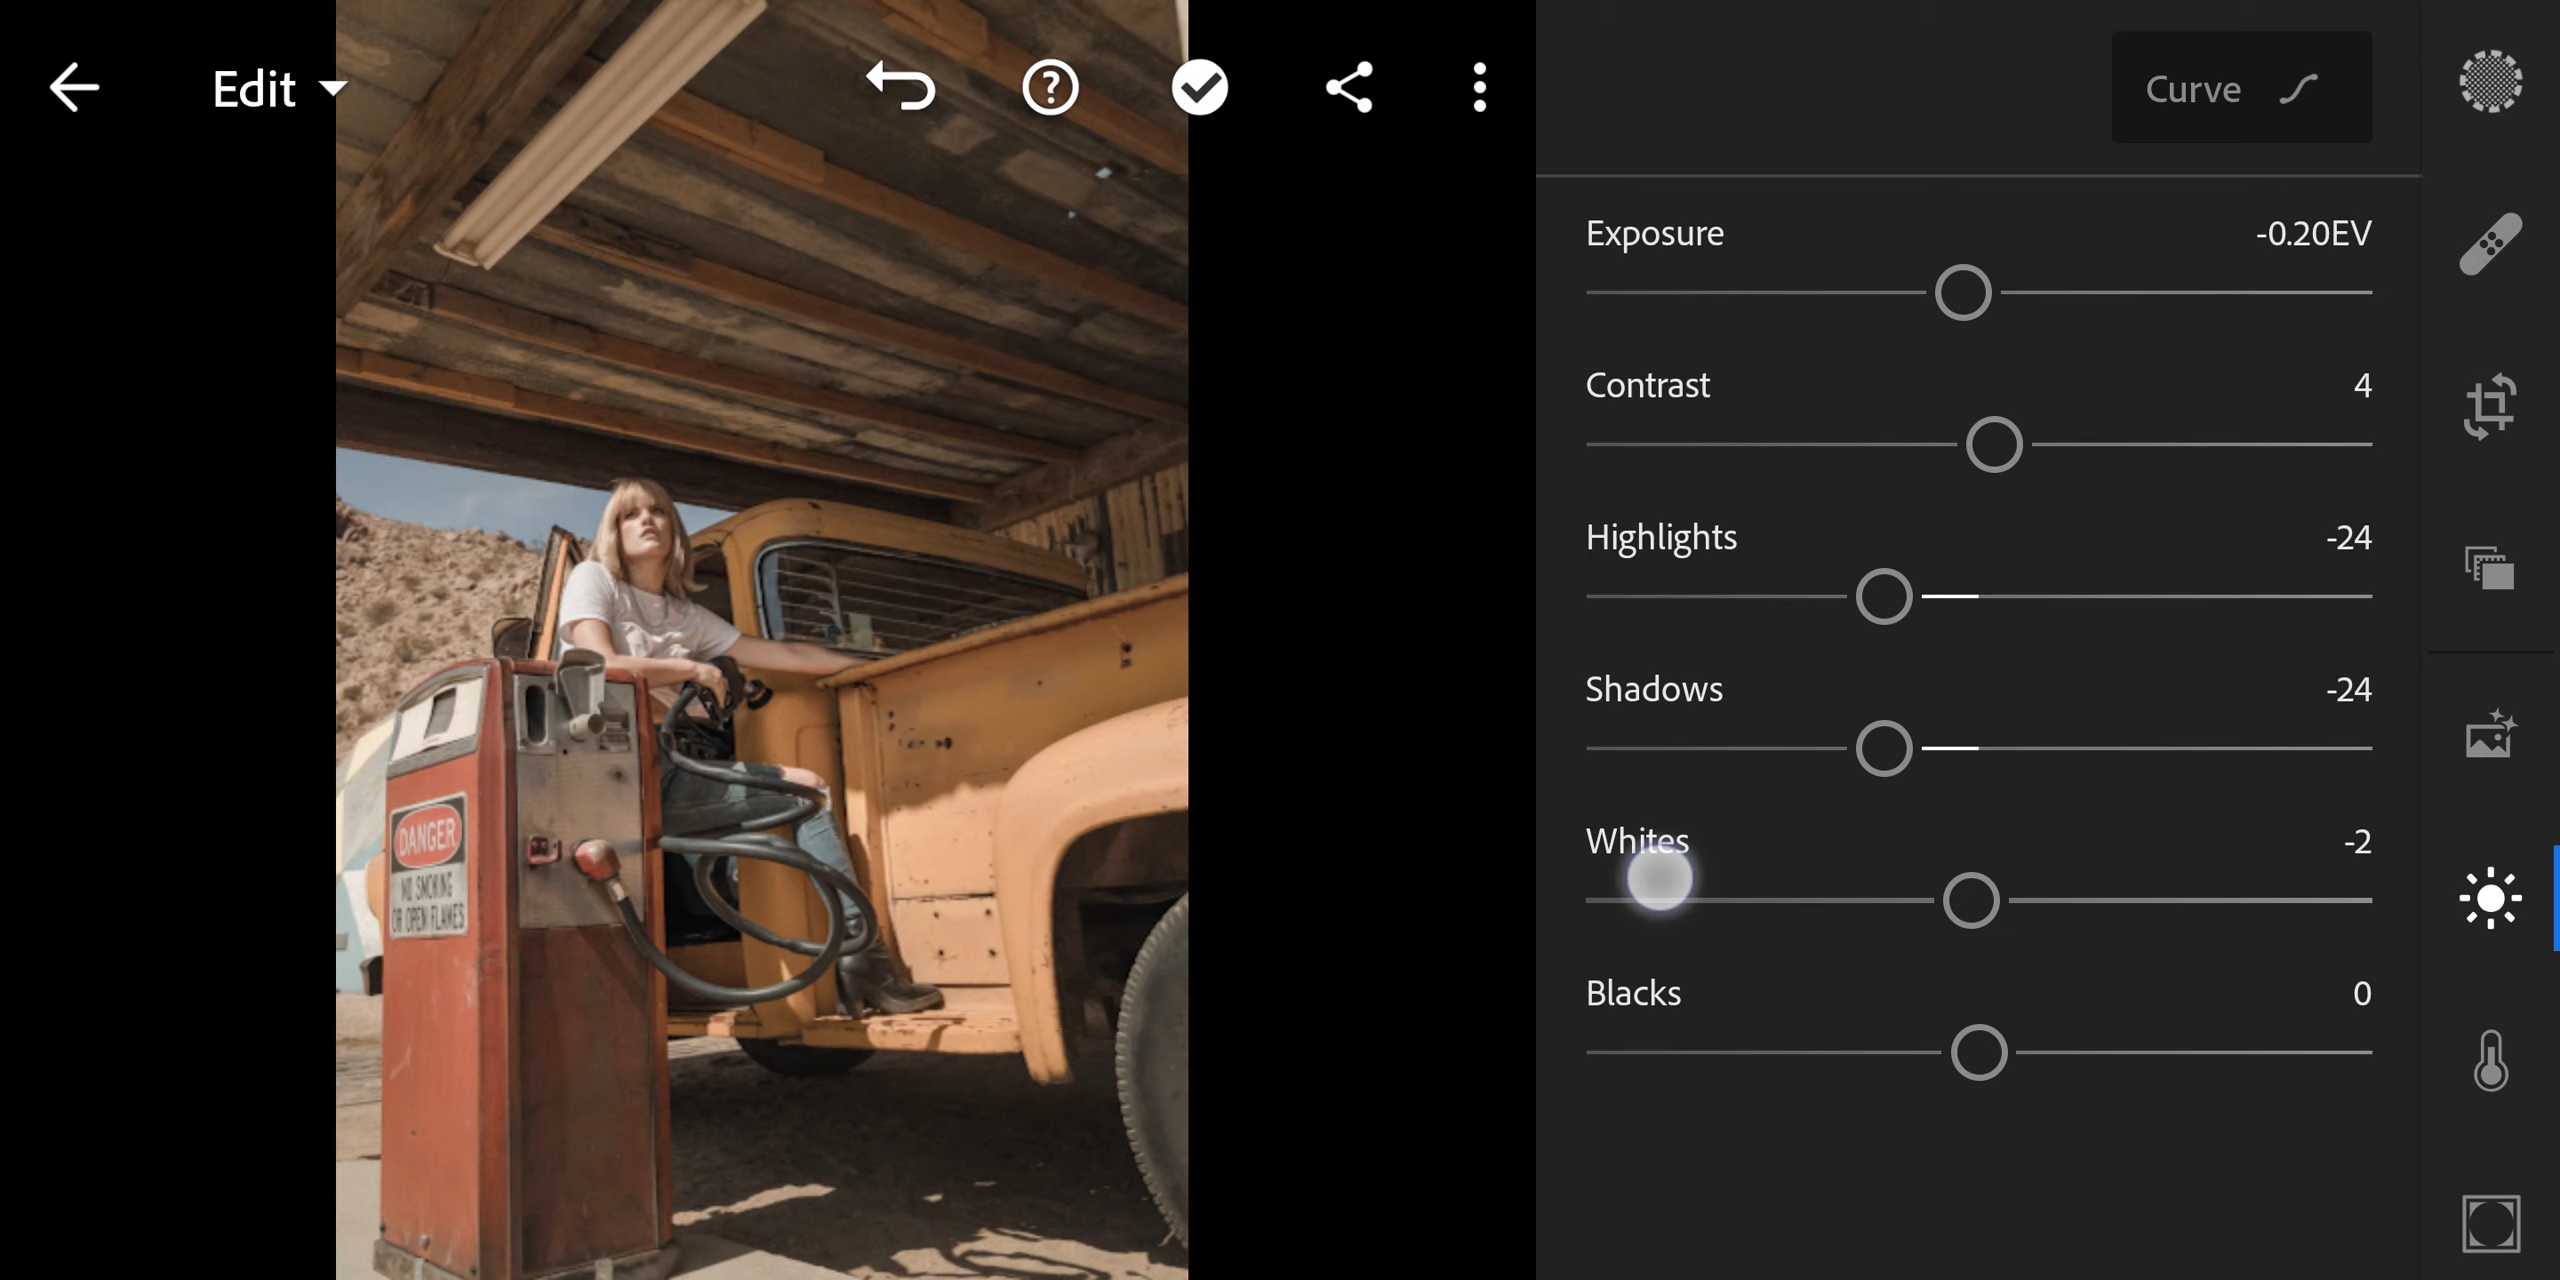 Edit
Curve
Exposure -0.20EV
Contrast 4
Highlights -24
Shadows -24
Whites -2
Blacks 0
DANGER
NO SMOKING
OR OPEN FLAMES